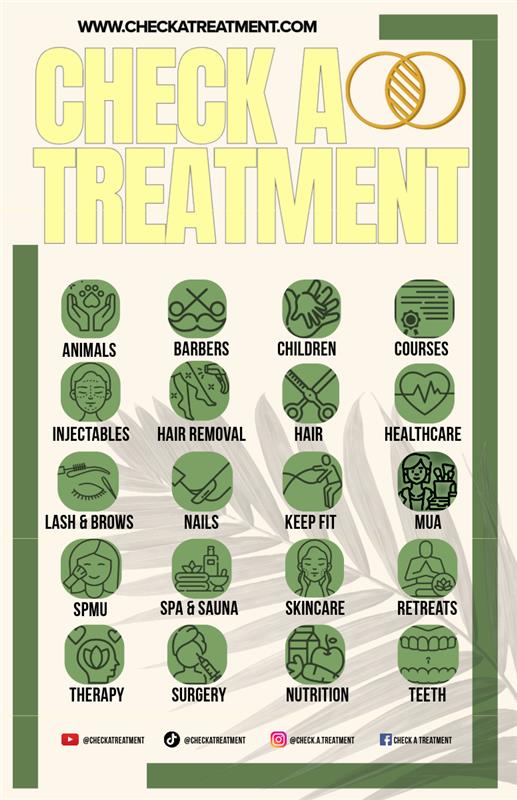 WWW.CHECKATREATMENT.COM
CHECK A
TREATMENT
ANIMALS
BARBERS
CHILDREN
COURSES
INJECTABLES
HAIR REMOVAL
HAIR
HEALTHCARE
LASH & BROWS
NAILS
KEEP FIT
MUA
SPMU
SPA & SAUNA
SKINCARE
RETREATS
THERAPY
SURGERY
NUTRITION
TEETH
@CHECKATREATMENT
@CHECKATREATMENT
@CHECK.A.TREATMENT
CHECK A TREATMENT